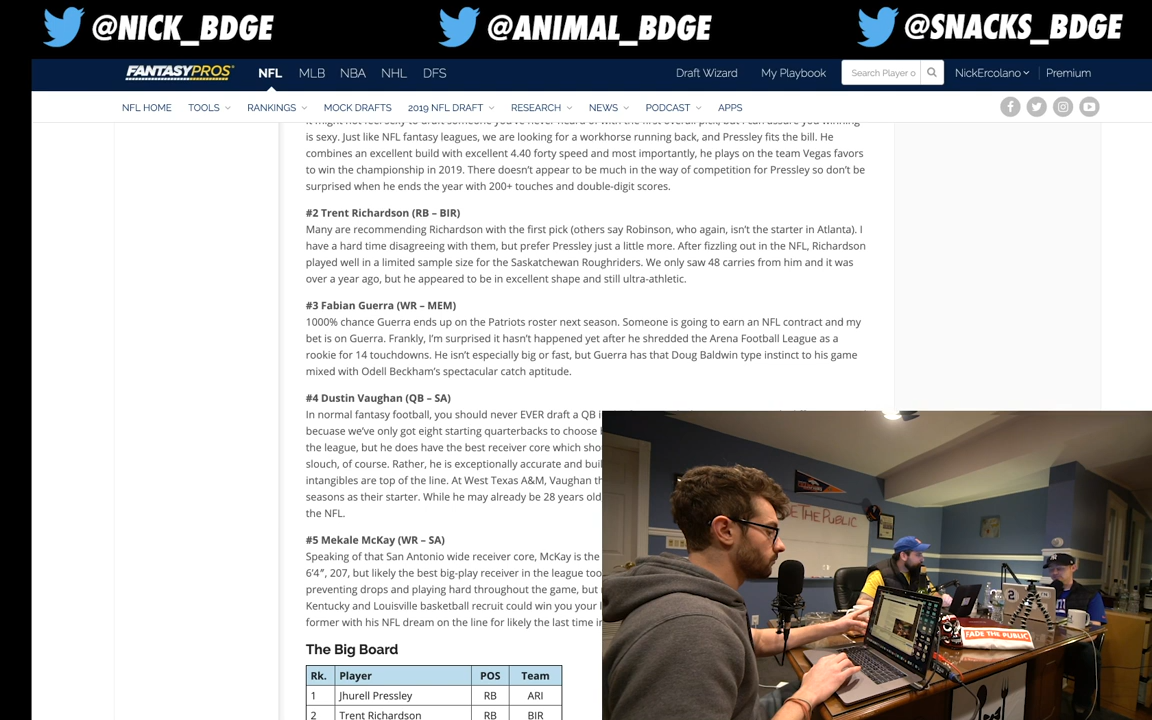 @NICK_BDGE @ANIMAL_BDGE @SNACKS_BDGE
FANTASYPROS NFL MLB NBA NHL DFS Draft Wizard My Playbook Search Player o NickErcolano Premium
NFL HOME TOOLS RANKINGS MOCK DRAFTS 2019 NFL DRAFT RESEARCH NEWS PODCAST APPS
is sexy. Just like NFL fantasy leagues, we are looking for a workhorse running back, and Pressley fits the bill. He
combines an excellent build with excellent 4.40 forty speed and most importantly, he plays on the team Vegas favors
to win the championship in 2019. There doesn't appear to be much in the way of competition for Pressley so don't be
surprised when he ends the year with 200+ touches and double-digit scores.
#2 Trent Richardson (RB – BIR)
Many are recommending Richardson with the first pick (others say Robinson, who again, isn't the starter in Atlanta). I
have a hard time disagreeing with them, but prefer Pressley just a little more. After fizzling out in the NFL, Richardson
played well in a limited sample size for the Saskatchewan Roughriders. We only saw 48 carries from him and it was
over a year ago, but he appeared to be in excellent shape and still ultra-athletic.
#3 Fabian Guerra (WR – MEM)
1000% chance Guerra ends up on the Patriots roster next season. Someone is going to earn an NFL contract and my
bet is on Guerra. Frankly, I'm surprised it hasn't happened yet after he shredded the Arena Football League as a
rookie for 14 touchdowns. He isn't especially big or fast, but Guerra has that Doug Baldwin type instinct to his game
mixed with Odell Beckham's spectacular catch aptitude.
#4 Dustin Vaughan (QB – SA)
In normal fantasy football, you should never EVER draft a QB i
becuase we've only got eight starting quarterbacks to choose
the league, but he does have the best receiver core which sho
slouch, of course. Rather, he is exceptionally accurate and buil
intangibles are top of the line. At West Texas A&M, Vaughan th
seasons as their starter. While he may already be 28 years old
the NFL.
#5 Mekale McKay (WR – SA)
Speaking of that San Antonio wide receiver core, McKay is the
6'4", 207, but likely the best big-play receiver in the league too
preventing drops and playing hard throughout the game, but
Kentucky and Louisville basketball recruit could win you your l
former with his NFL dream on the line for likely the last time i
The Big Board
Rk. Player POS Team
1 Jhurell Pressley RB ARI
2 Trent Richardson RB BIR
THE PUBLIC
2
FADE THE PUBLIC